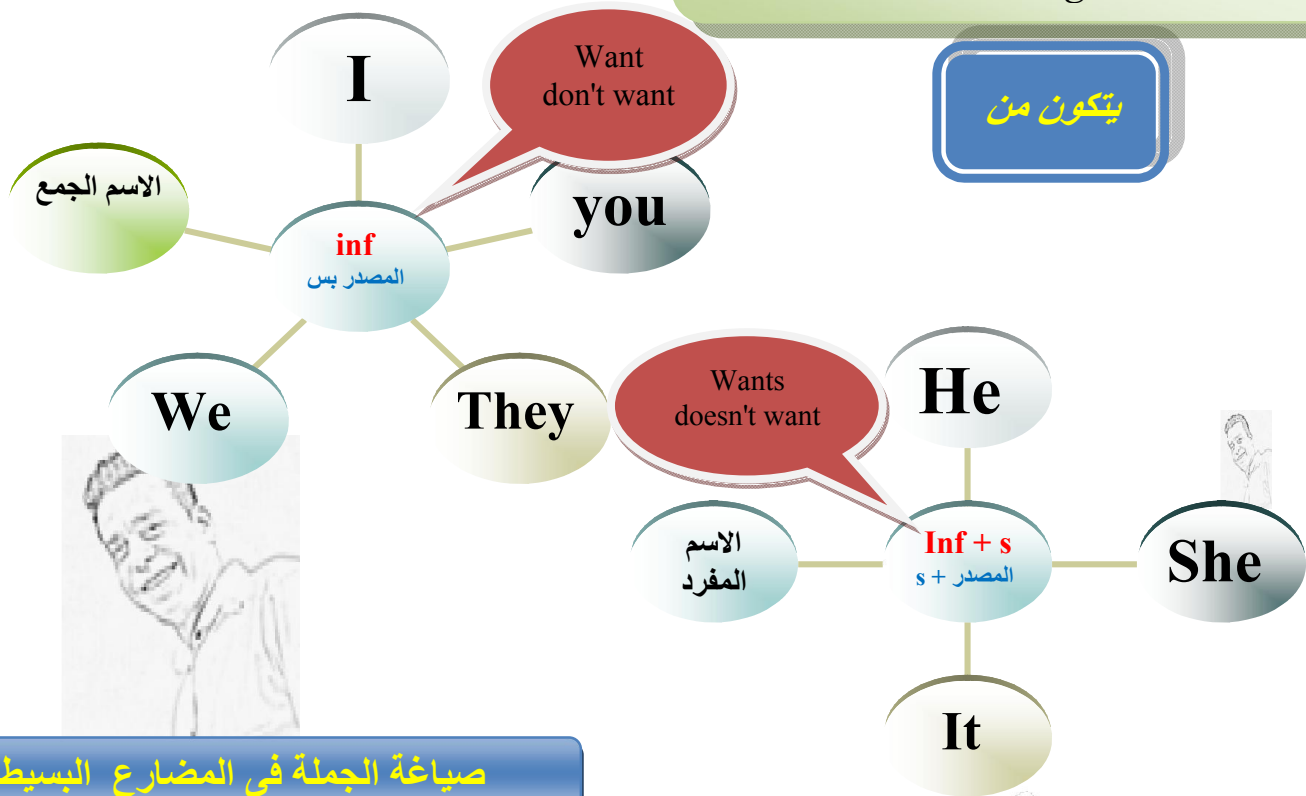 يتكون من
I
Want
don't want
الاسم الجمع
you
inf
المصدر بس
We
They
Wants
doesn't want
He
الاسم
المفرد
Inf + s
المصدر + s
She
It
صياغة الجملة في المضارع البسيط